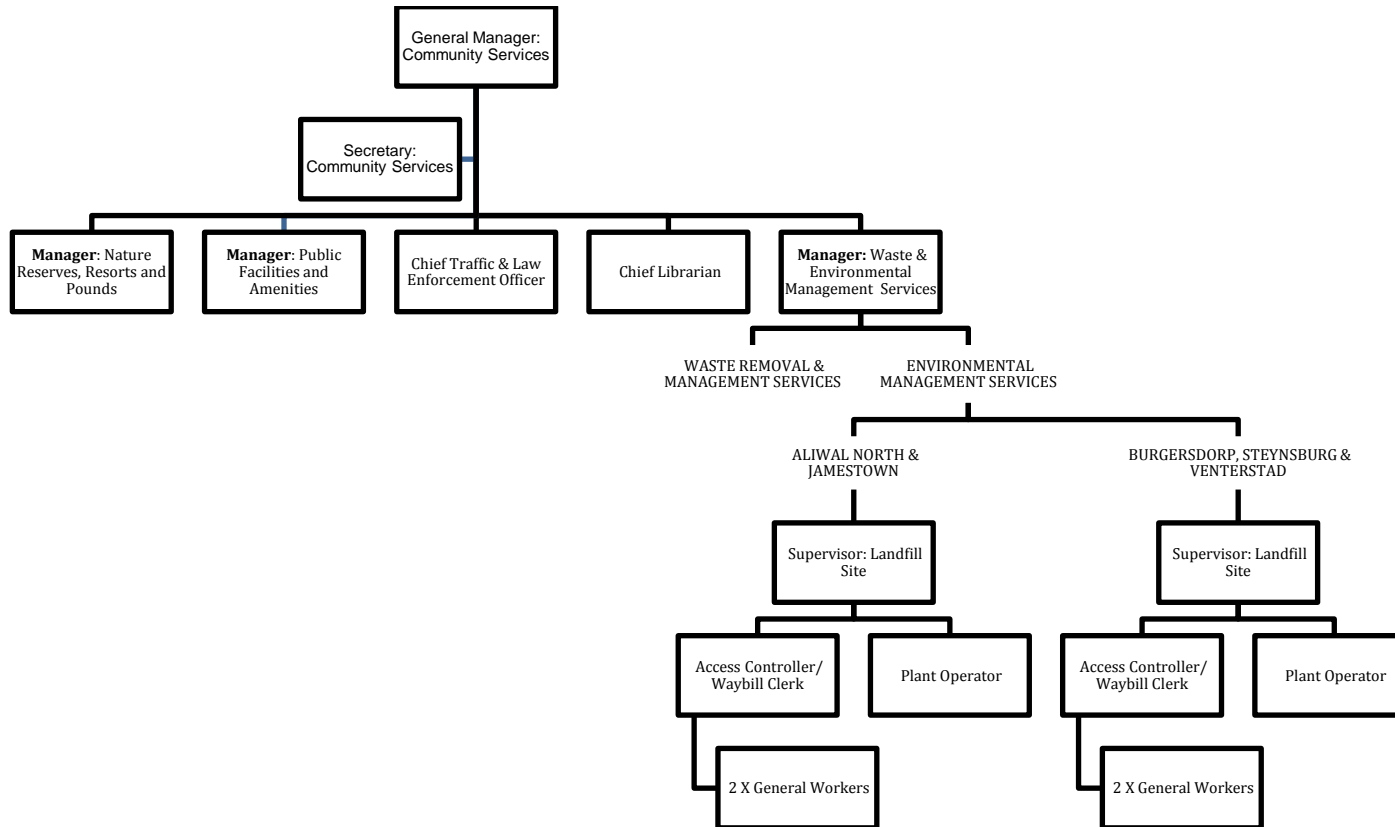 General Manager:
Community Services
Secretary:
Community Services
Manager: Nature
Reserves, Resorts and
Pounds
Manager: Public
Facilities and
Amenities
Chief Traffic & Law
Enforcement Officer
Chief Librarian
Manager: Waste &
Environmental
Management Services
WASTE REMOVAL &
MANAGEMENT SERVICES
ENVIRONMENTAL
MANAGEMENT SERVICES
ALIWAL NORTH &
JAMESTOWN
BURGERSDORP, STEYNSBURG &
VENTERSTAD
Supervisor: Landfill
Site
Supervisor: Landfill
Site
Access Controller/
Waybill Clerk
Plant Operator
Access Controller/
Waybill Clerk
Plant Operator
2 X General Workers
2 X General Workers